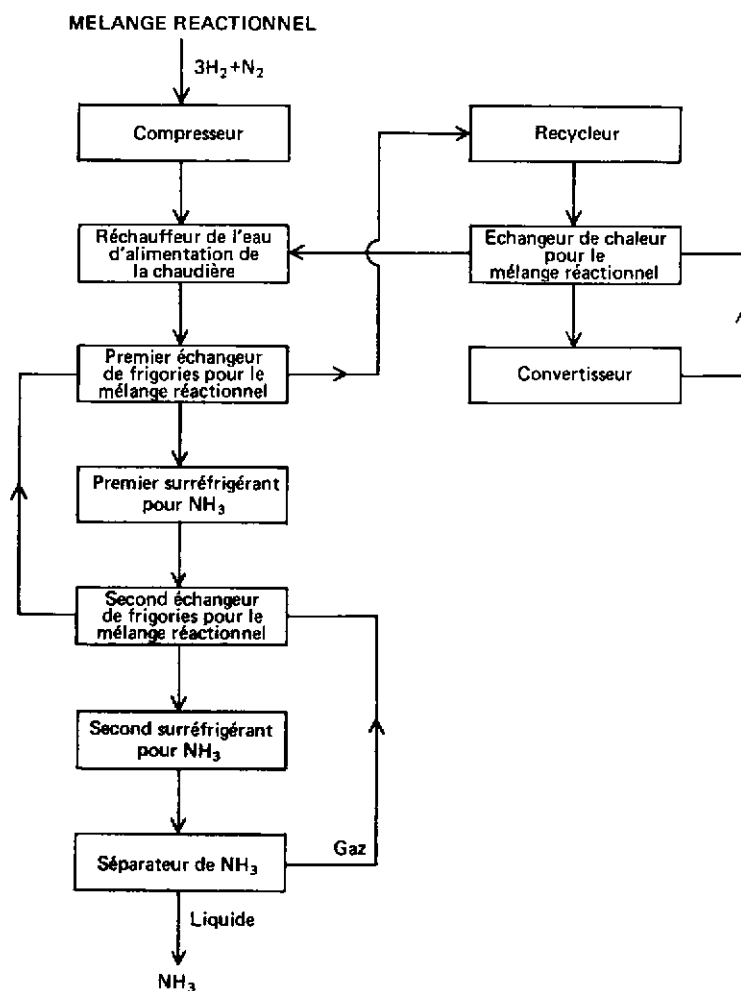 MELANGE REACTIONNEL
3H₂+N₂
Compresseur
Recycleur
Réchauffeur de l'eau
d'alimentation de
la chaudière
Echangeur de chaleur
pour le
mélange réactionnel
Premier échangeur
de frigories pour le
mélange réactionnel
Convertisseur
Premier surréfrigérant
pour NH₃
Second échangeur
de frigories pour le
mélange réactionnel
Second surréfrigérant
pour NH₃
Séparateur de NH₃
Gaz
Liquide
NH₃